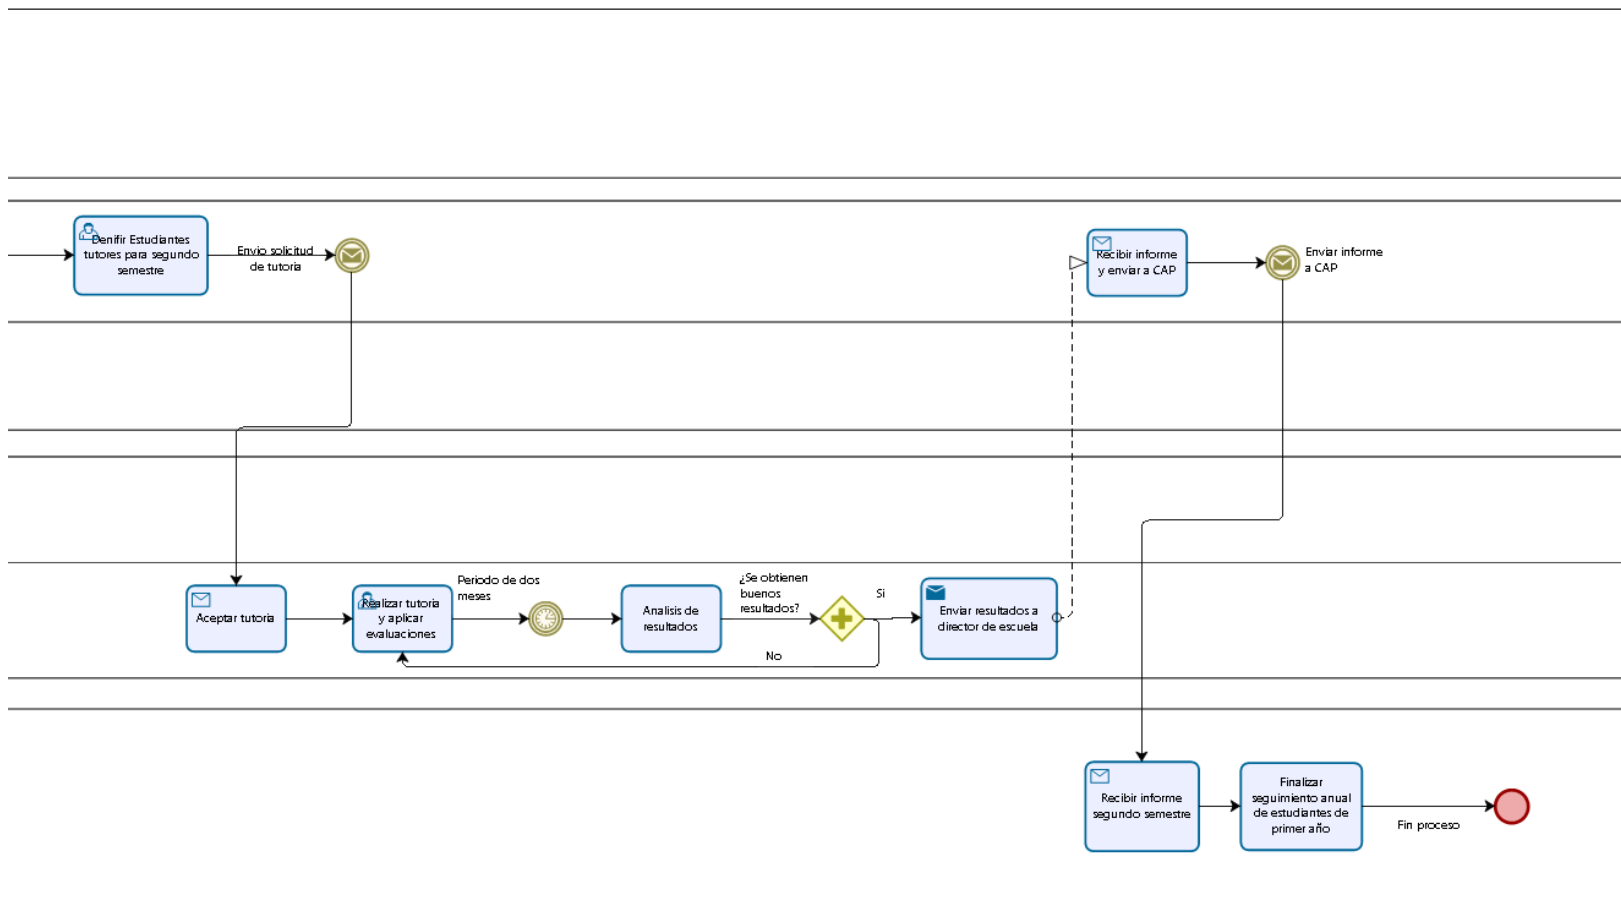 Denifir Estudiantes
tutores para segundo
semestre
Envio solicitud
de tutoria
Recibir informe
y enviar a CAP
Enviar informe
a CAP
Aceptar tutoria
Realizar tutoria
y aplicar
evaluaciones
Periodo de dos
meses
Analisis de
resultados
¿Se obtienen
buenos
resultados?
Si
No
Enviar resultados a
director de escuela
Recibir informe
segundo semestre
Finalizar
seguimiento anual
de estudiantes de
primer año
Fin proceso